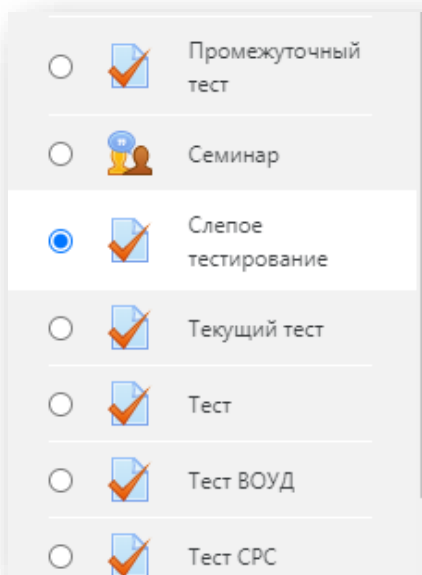 Промежуточный
тест
Семинар
Слепое
тестирование
Текущий тест
Тест
Тест ВОУД
Тест СРС